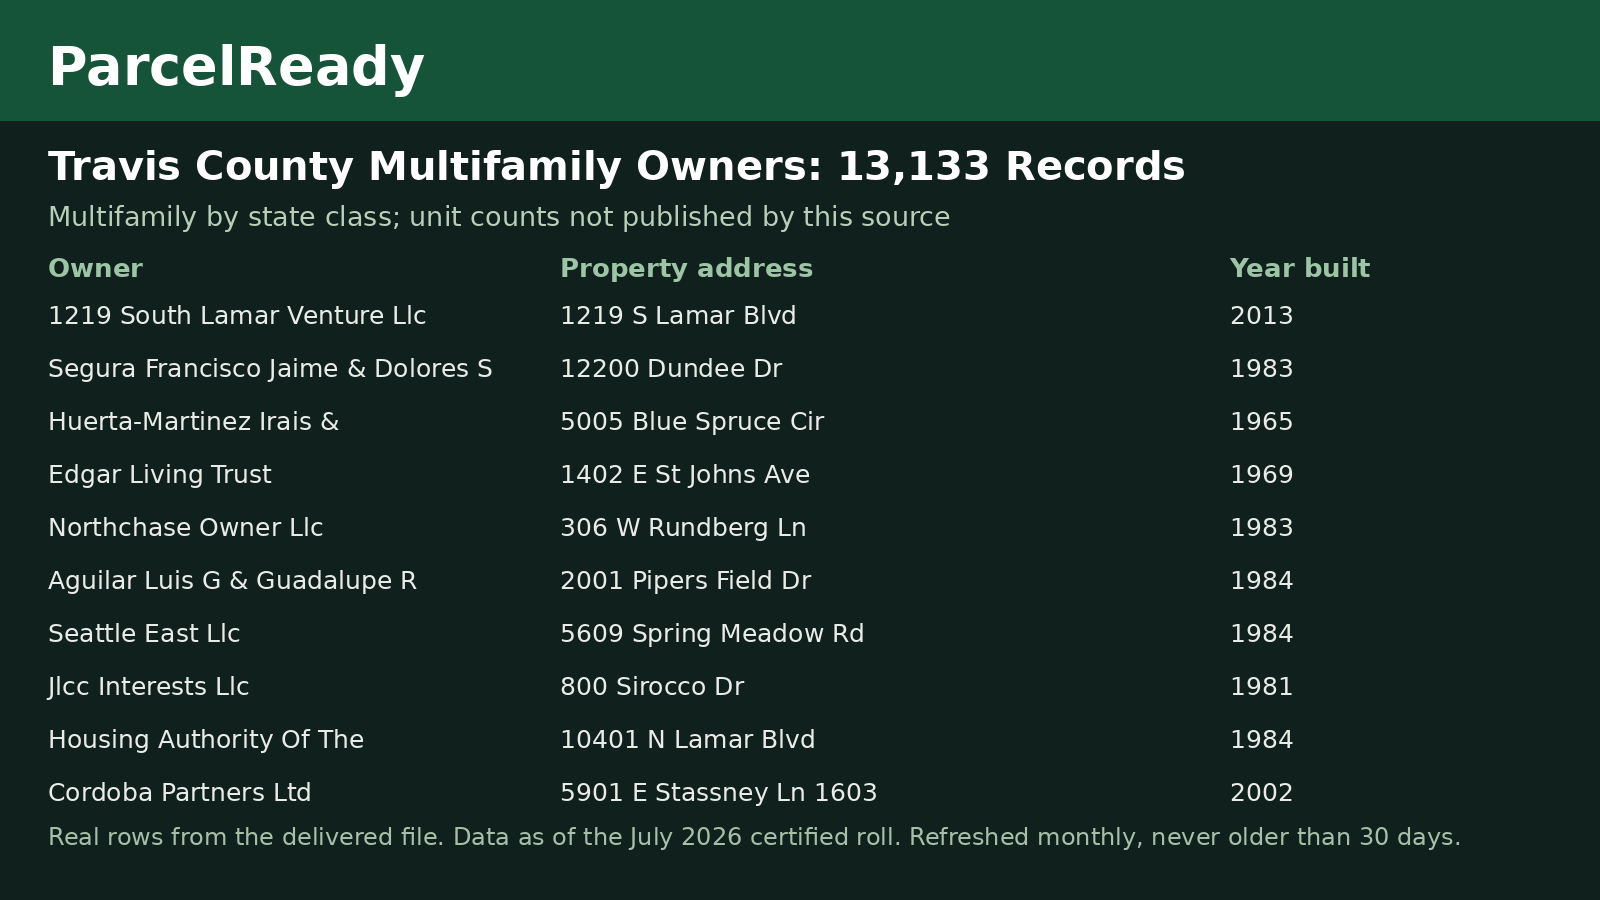 ParcelReady
Travis County Multifamily Owners: 13,133 Records
Multifamily by state class; unit counts not published by this source
Owner Property address Year built
1219 South Lamar Venture Llc 1219 S Lamar Blvd 2013
Segura Francisco Jaime & Dolores S 12200 Dundee Dr 1983
Huerta-Martinez Irais & 5005 Blue Spruce Cir 1965
Edgar Living Trust 1402 E St Johns Ave 1969
Northchase Owner Llc 306 W Rundberg Ln 1983
Aguilar Luis G & Guadalupe R 2001 Pipers Field Dr 1984
Seattle East Llc 5609 Spring Meadow Rd 1984
Jlcc Interests Llc 800 Sirocco Dr 1981
Housing Authority Of The 10401 N Lamar Blvd 1984
Cordoba Partners Ltd 5901 E Stassney Ln 1603 2002
Real rows from the delivered file. Data as of the July 2026 certified roll. Refreshed monthly, never older than 30 days.